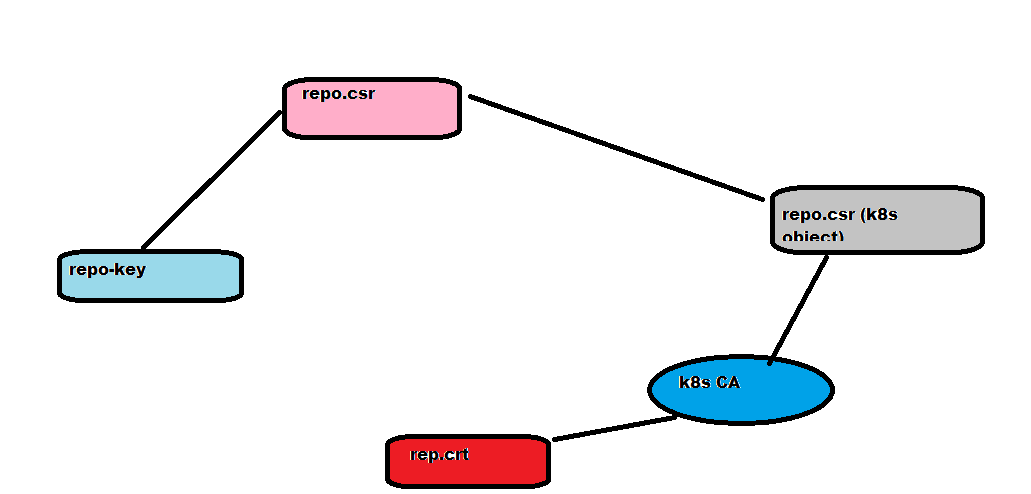 repo.csr
repo.csr (k8s
object)
repo-key
k8s CA
rep.crt